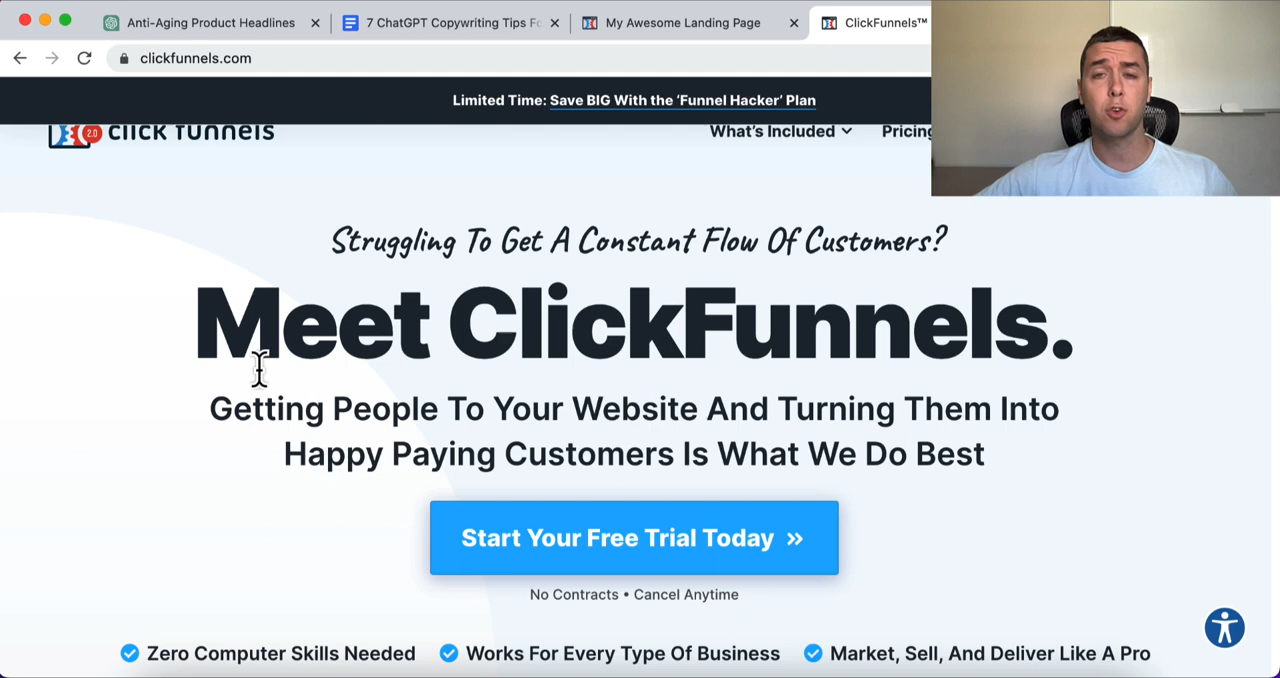 Anti-Aging Product Headlines
7 ChatGPT Copywriting Tips Fo
My Awesome Landing Page
ClickFunnels™
clickfunnels.com
Limited Time: Save BIG With the ‘Funnel Hacker’ Plan
2.0
click funnels
What’s Included
Pricing
Struggling To Get A Constant Flow Of Customers?
Meet ClickFunnels.
Getting People To Your Website And Turning Them Into
Happy Paying Customers Is What We Do Best
Start Your Free Trial Today »
No Contracts • Cancel Anytime
Zero Computer Skills Needed
Works For Every Type Of Business
Market, Sell, And Deliver Like A Pro